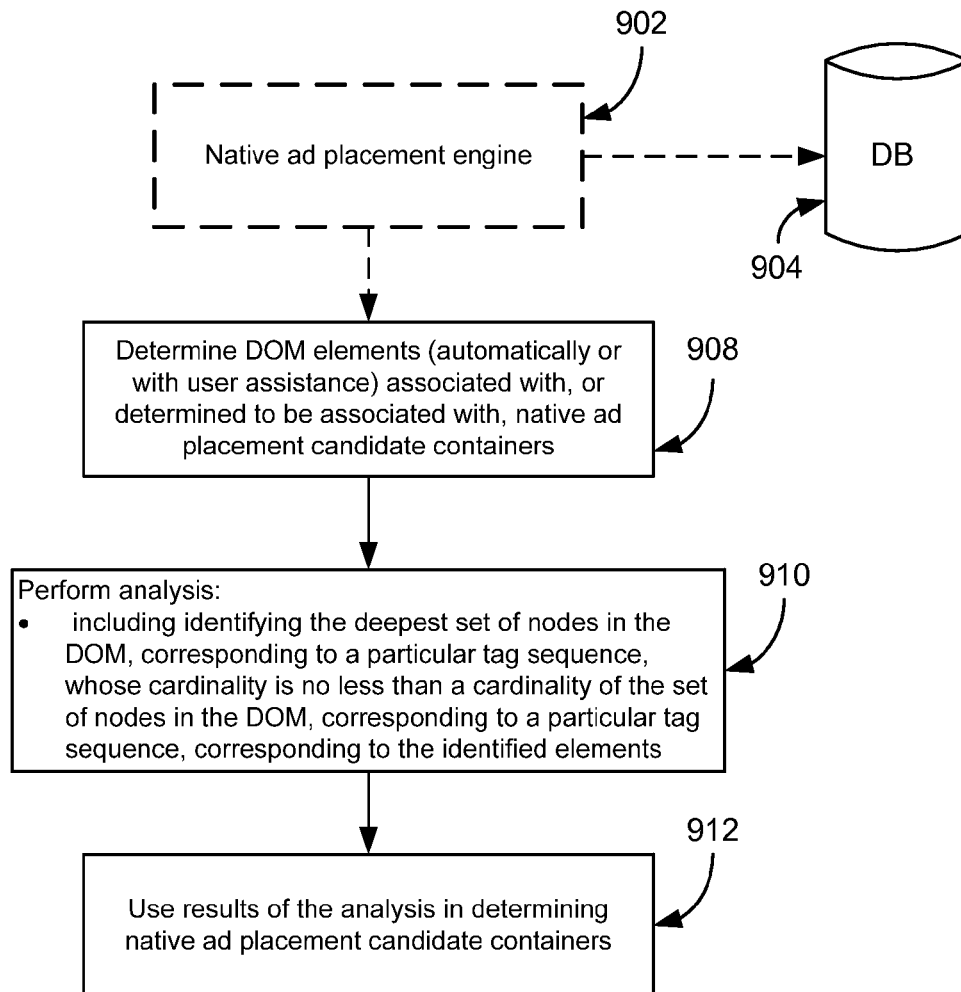 902
Native ad placement engine
DB
904
Determine DOM elements (automatically or
with user assistance) associated with, or
determined to be associated with, native ad
placement candidate containers
908
Perform analysis:
• including identifying the deepest set of nodes in the
DOM, corresponding to a particular tag sequence,
whose cardinality is no less than a cardinality of the set
of nodes in the DOM, corresponding to a particular tag
sequence, corresponding to the identified elements
910
912
Use results of the analysis in determining
native ad placement candidate containers